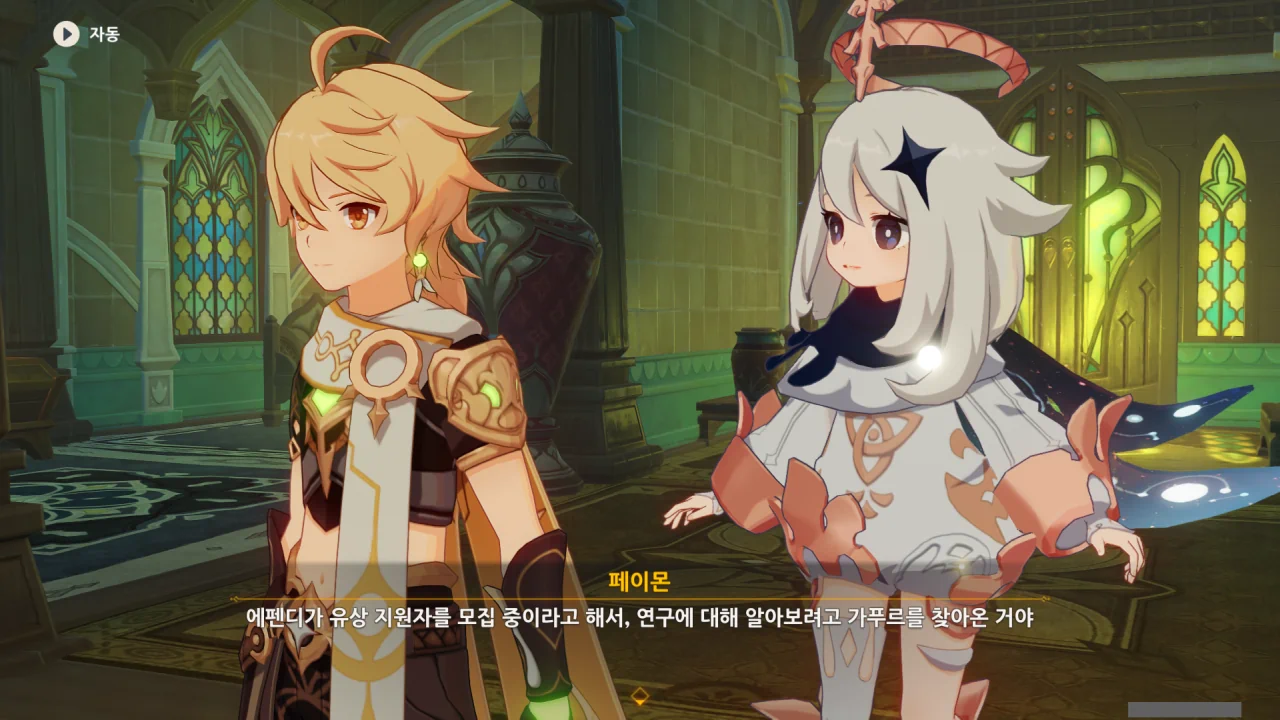 자동
페이몬
에펜디가 유상 지원자를 모집 중이라고 해서, 연구에 대해 알아보려고 가푸르를 찾아온 거야